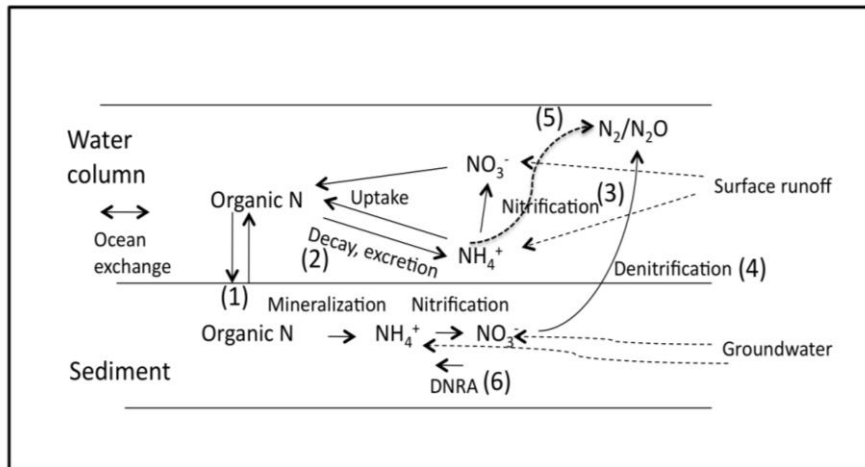 (5)
N₂/N₂O
Water
column
NO₃⁻
Organic N
Uptake
Nitrification (3)
Surface runoff
Ocean
exchange
(2)
Decay, excretion
NH₄⁺
Denitrification (4)
(1)
Mineralization
Nitrification
Organic N
NH₄⁺
NO₃⁻
Groundwater
Sediment
DNRA (6)